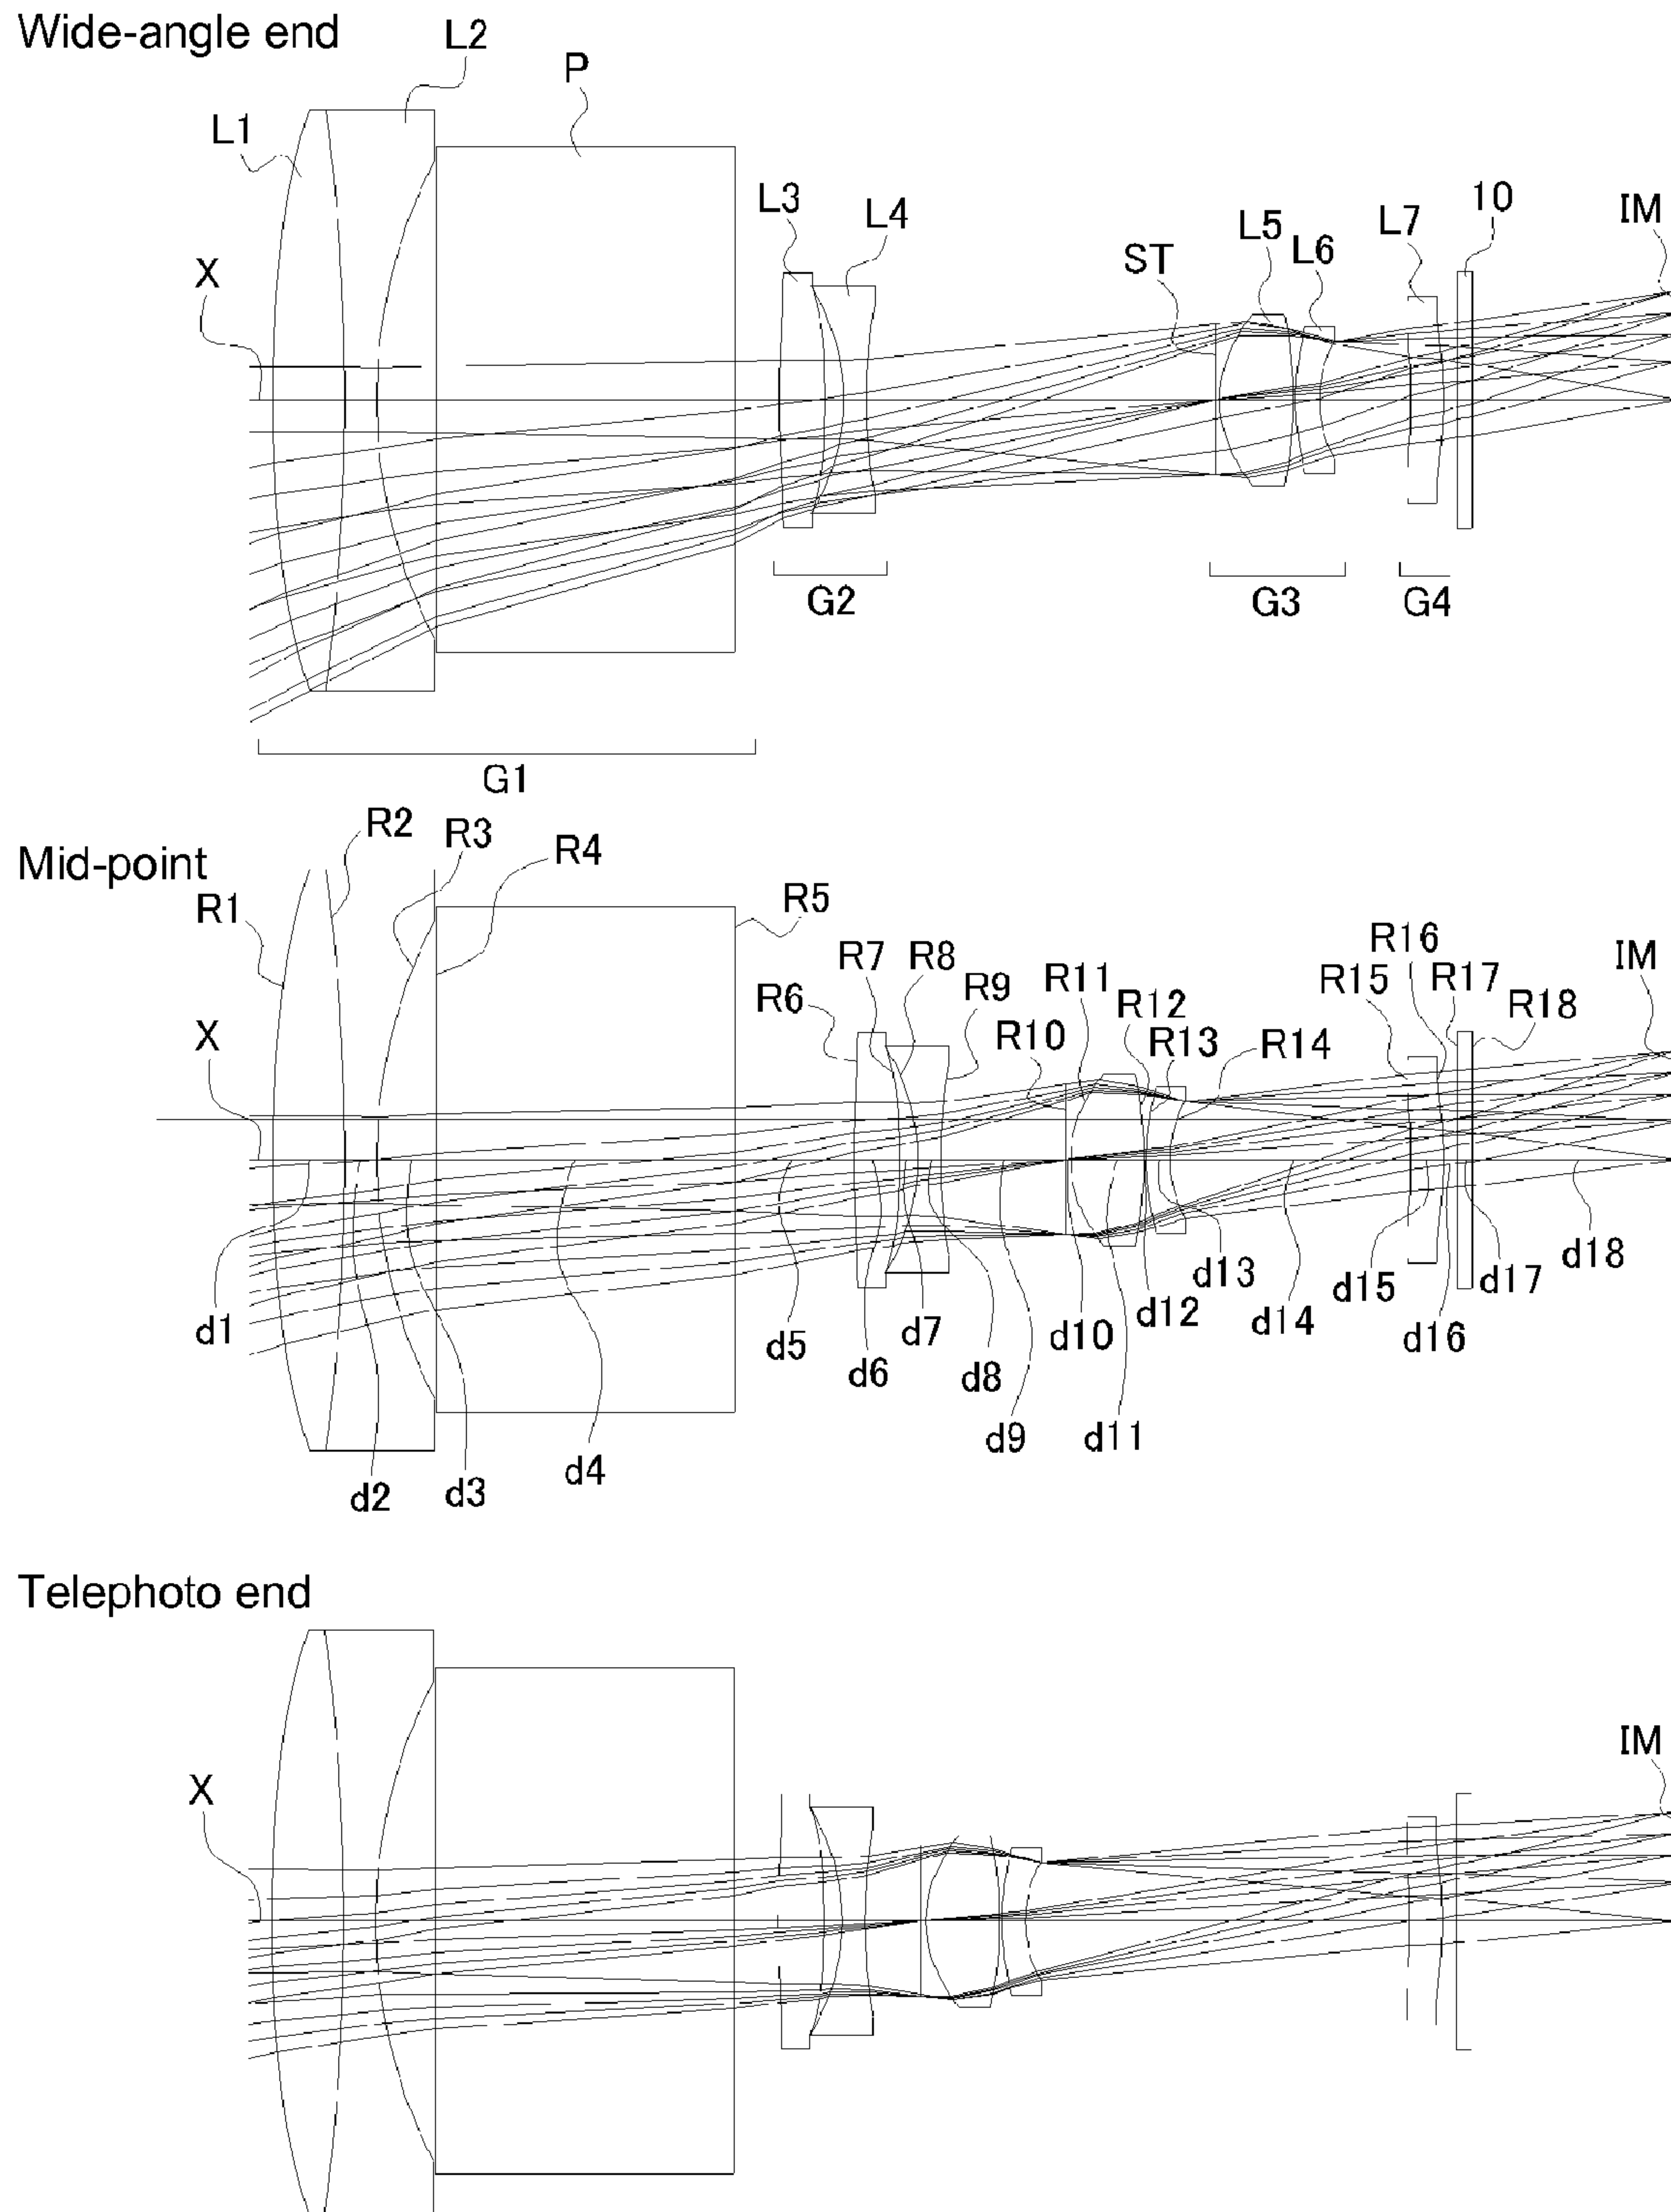 Wide-angle end
L2
P
L1
L3
L4
10
IM
L7
L5
L6
ST
X
G2
G3
G4
G1
R2
R3
R4
Mid-point
R5
R1
R16
R7
R8
IM
R15
R17
R11
R9
R6
R12
R18
R10
R13
R14
X
d18
d13
d17
d15
d12
d14
d1
d7
d10
d16
d5
d6
d8
d9
d11
d4
d2
d3
Telephoto end
IM
X